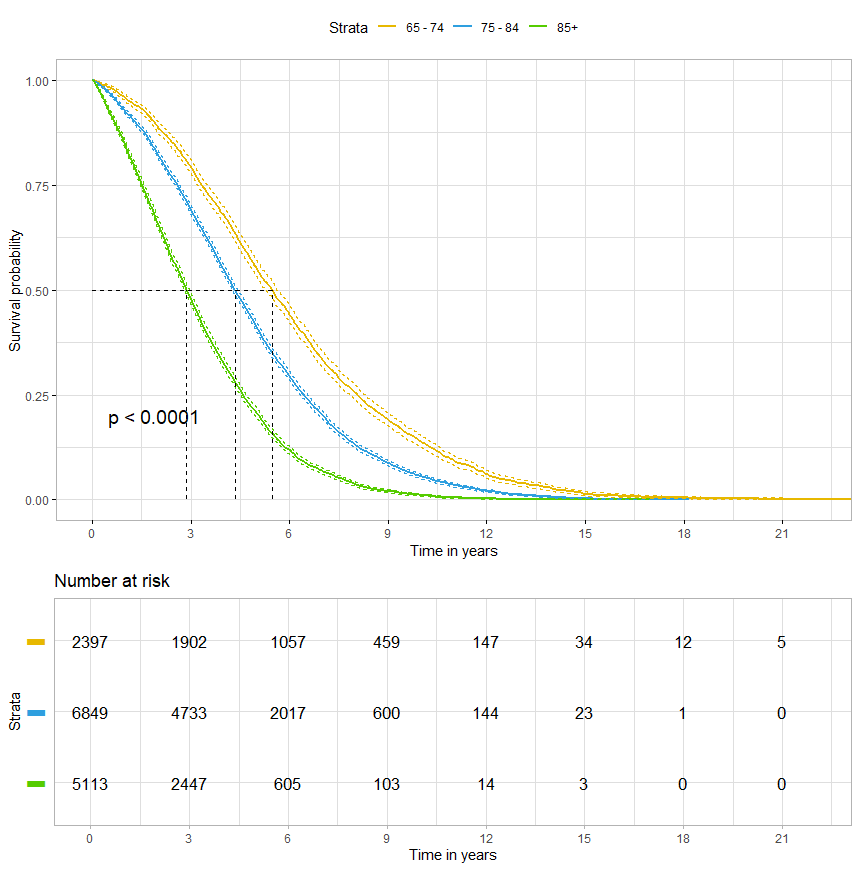 Strata 65 - 74 75 - 84 85+
1.00
0.75
0.50
0.25
0.00
Survival probability
p < 0.0001
0 3 6 9 12 15 18 21
Time in years
Number at risk
2397 1902 1057 459 147 34 12 5
6849 4733 2017 600 144 23 1 0
5113 2447 605 103 14 3 0 0
Strata
0 3 6 9 12 15 18 21
Time in years